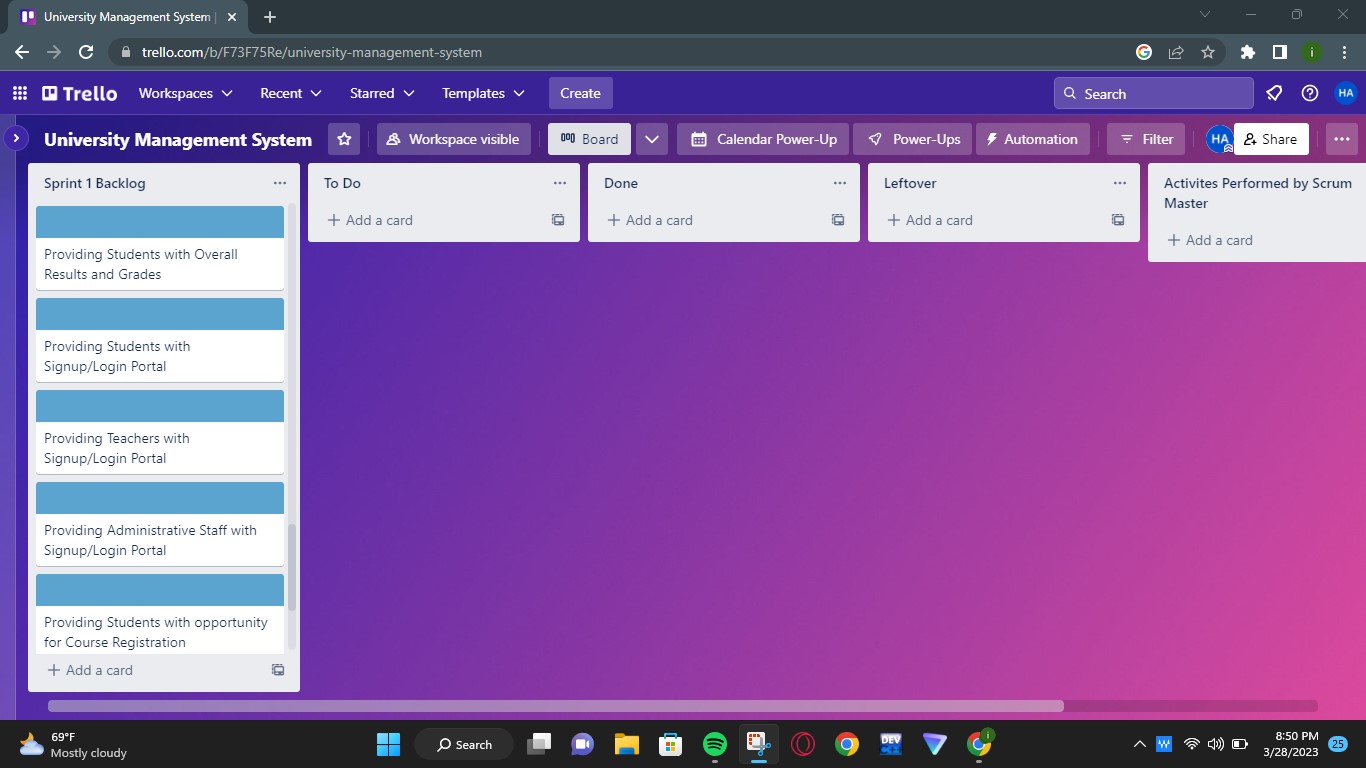 University Management System |
trello.com/b/F73F75Re/university-management-system
Trello Workspaces Recent Starred Templates Create Search HA
University Management System Workspace visible Board Calendar Power-Up Power-Ups Automation Filter HA Share
Sprint 1 Backlog
Providing Students with Overall
Results and Grades
Providing Students with
Signup/Login Portal
Providing Teachers with
Signup/Login Portal
Providing Administrative Staff with
Signup/Login Portal
Providing Students with opportunity
for Course Registration
Add a card
To Do
Add a card
Done
Add a card
Leftover
Add a card
Activites Performed by Scrum
Master
Add a card
69°F
Mostly cloudy
Search
DEV
8:50 PM
3/28/2023
25